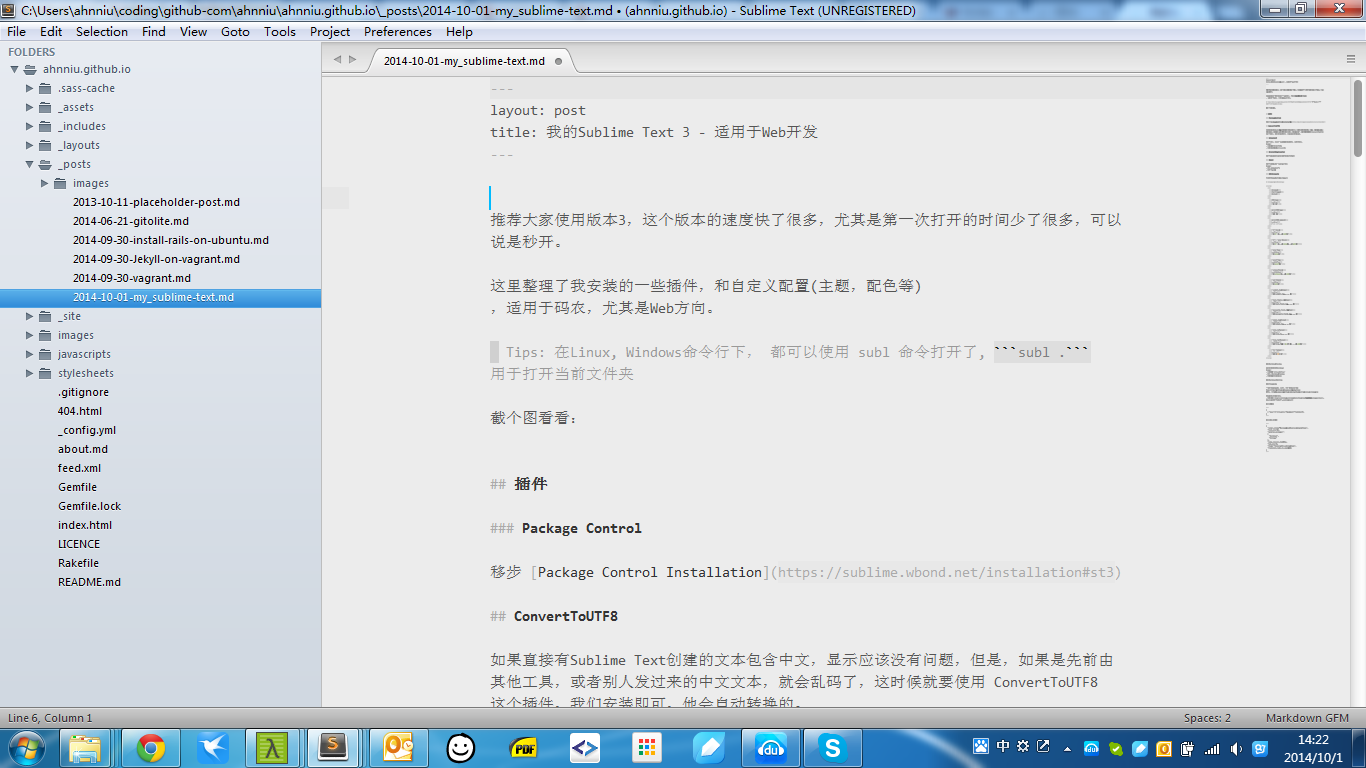 C:\Users\ahnniu\coding\github-com\ahnniu\ahnniu.github.io\_posts\2014-10-01-my_sublime-text.md • (ahnniu.github.io) - Sublime Text (UNREGISTERED)
File Edit Selection Find View Goto Tools Project Preferences Help
FOLDERS
ahnniu.github.io
.sass-cache
_assets
_includes
_layouts
_posts
images
2013-10-11-placeholder-post.md
2014-06-21-gitolite.md
2014-09-30-install-rails-on-ubuntu.md
2014-09-30-Jekyll-on-vagrant.md
2014-09-30-vagrant.md
2014-10-01-my_sublime-text.md
_site
images
javascripts
stylesheets
.gitignore
404.html
_config.yml
about.md
feed.xml
Gemfile
Gemfile.lock
index.html
LICENCE
Rakefile
README.md
2014-10-01-my_sublime-text.md
---
layout: post
title: 我的Sublime Text 3 - 适用于Web开发
---
推荐大家使用版本3，这个版本的速度快了很多，尤其是第一次打开的时间少了很多，可以
说是秒开。
这里整理了我安装的一些插件，和自定义配置(主题，配色等)
，适用于码农，尤其是Web方向。
Tips: 在Linux, Windows命令行下， 都可以使用 subl 命令打开了, ```subl .```
用于打开当前文件夹
截个图看看：
## 插件
### Package Control
移步 [Package Control Installation](https://sublime.wbond.net/installation#st3)
## ConvertToUTF8
如果直接有Sublime Text创建的文本包含中文，显示应该没有问题，但是，如果是先前由
其他工具，或者别人发过来的中文文本，就会乱码了，这时候就要使用 ConvertToUTF8
这个插件，我们安装即可，他会自动转换的。
Line 6, Column 1
Spaces: 2
Markdown GFM
PDF
du
中
14:22
2014/10/1